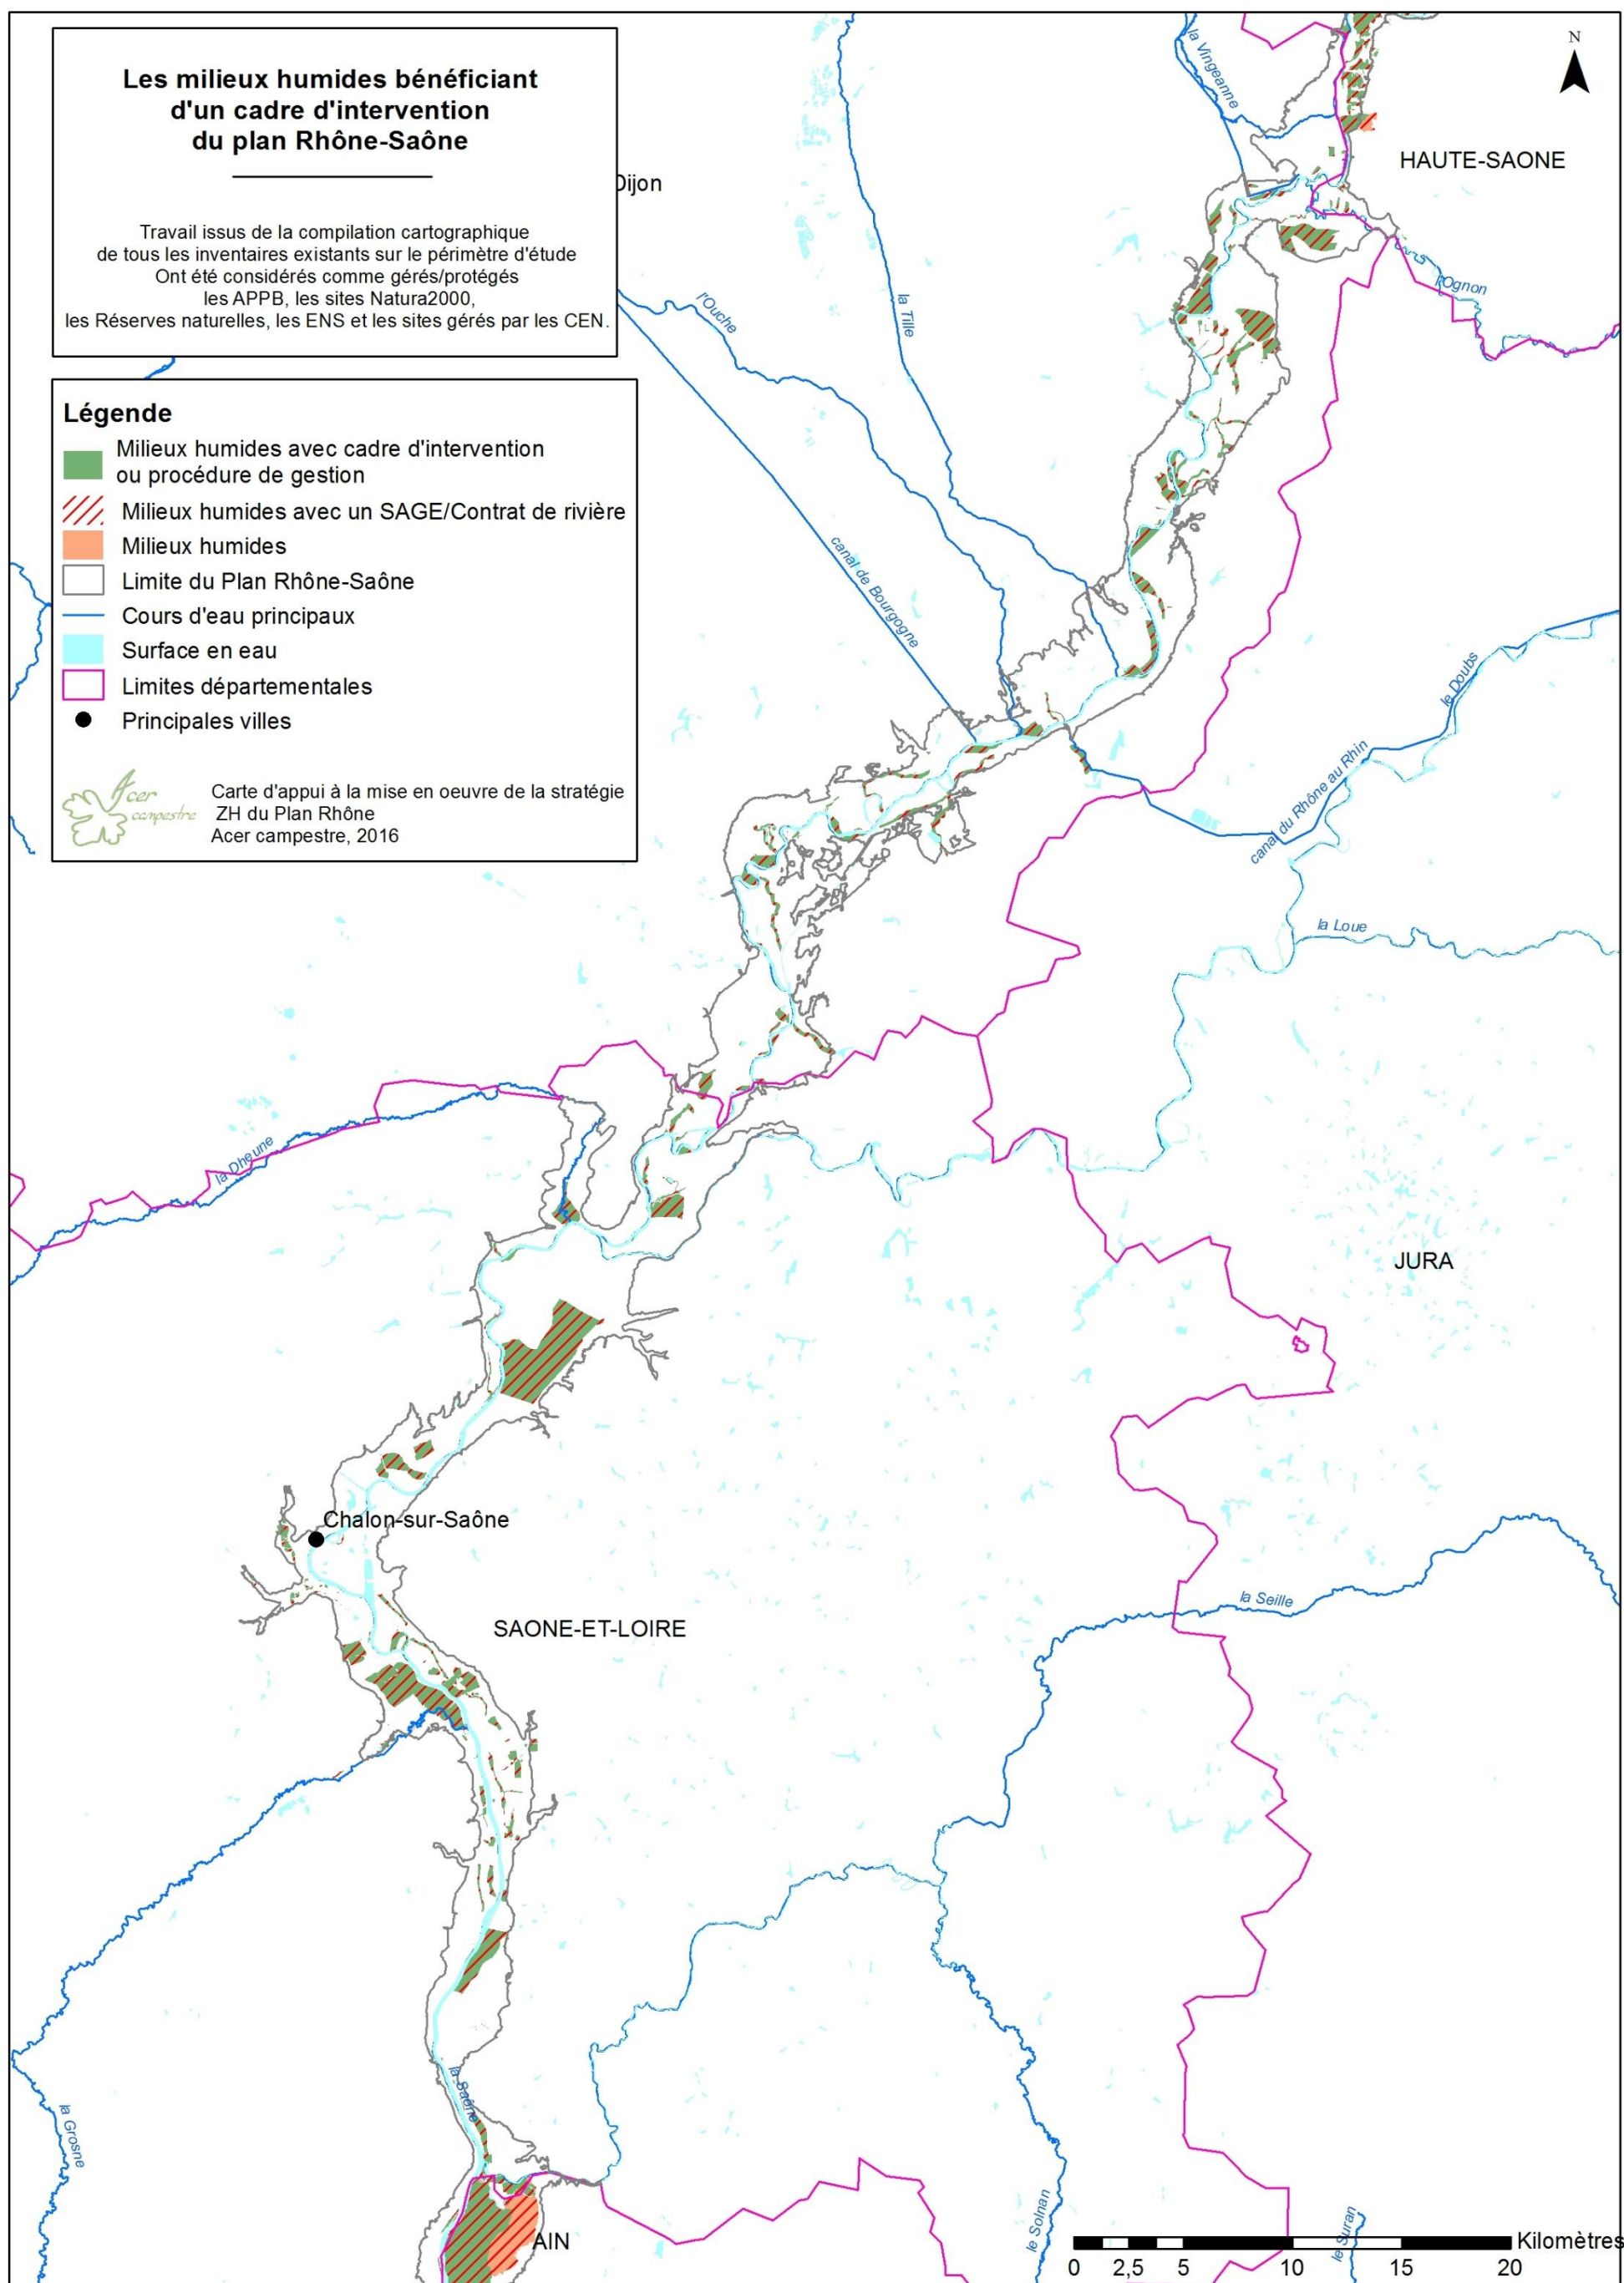 Les milieux humides bénéficiant
d'un cadre d'intervention
du plan Rhône-Saône
Travail issus de la compilation cartographique
de tous les inventaires existants sur le périmètre d'étude
Ont été considérés comme gérés/protégés
les APPB, les sites Natura2000,
les Réserves naturelles, les ENS et les sites gérés par les CEN.
Légende
Milieux humides avec cadre d'intervention
ou procédure de gestion
Milieux humides avec un SAGE/Contrat de rivière
Milieux humides
Limite du Plan Rhône-Saône
Cours d'eau principaux
Surface en eau
Limites départementales
Principales villes
Acer
campestre
Carte d'appui à la mise en oeuvre de la stratégie
ZH du Plan Rhône
Acer campestre, 2016
N
la Vingeanne
HAUTE-SAONE
Dijon
l'Ognon
l'Ouche
la Tille
canal de Bourgogne
le Doubs
canal du Rhône au Rhin
la Loue
la Dheune
JURA
Chalon-sur-Saône
la Seille
SAONE-ET-LOIRE
la Saône
la Grosne
le Solnan
le Suran
AIN
Kilomètres
0 2,5 5 10 15 20